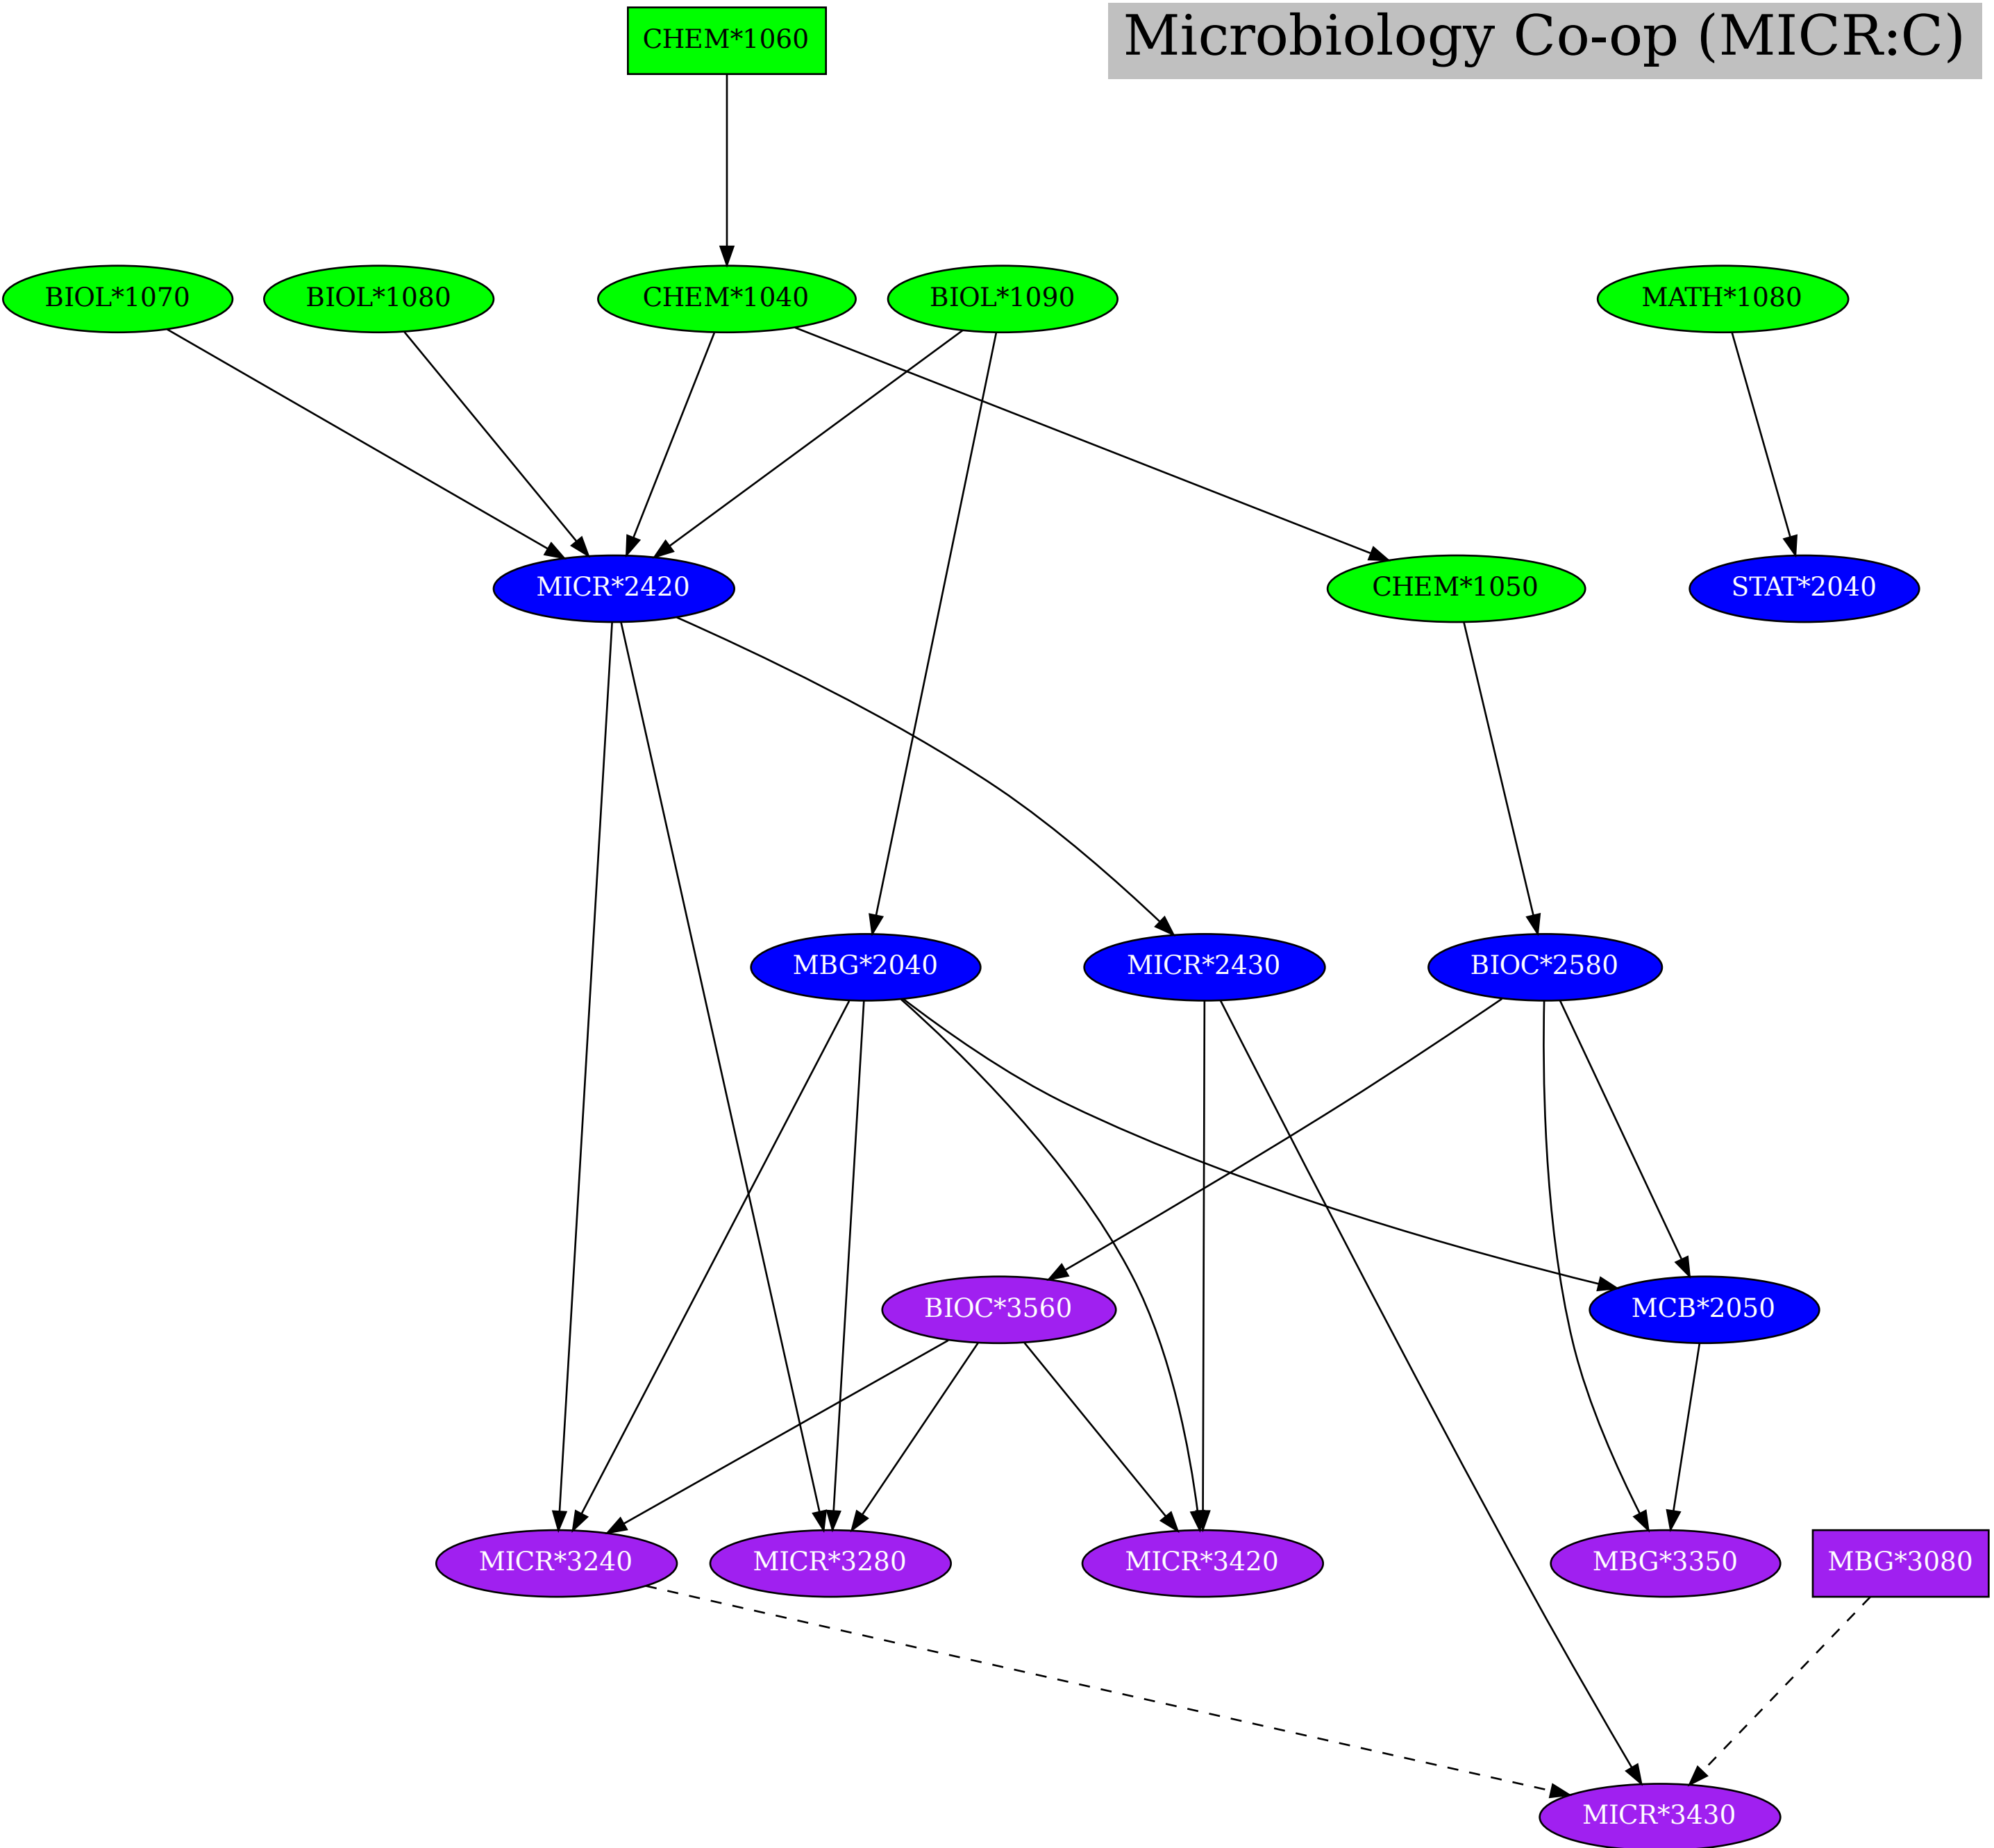 CHEM*1060
Microbiology Co-op (MICR:C)
BIOL*1070
BIOL*1080
CHEM*1040
BIOL*1090
MATH*1080
MICR*2420
CHEM*1050
STAT*2040
MBG*2040
MICR*2430
BIOC*2580
BIOC*3560
MCB*2050
MICR*3240
MICR*3280
MICR*3420
MBG*3350
MBG*3080
MICR*3430